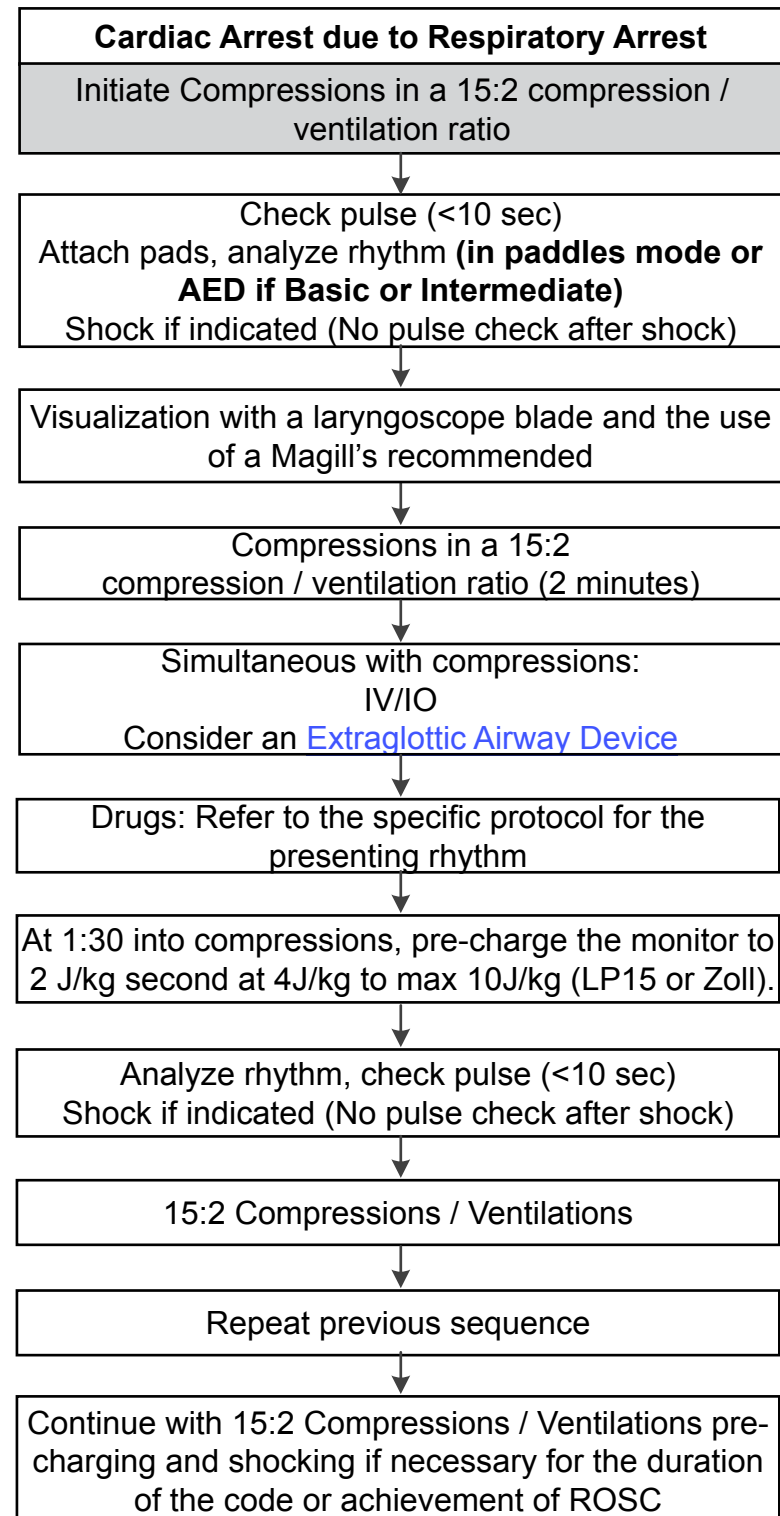 Cardiac Arrest due to Respiratory Arrest
Initiate Compressions in a 15:2 compression /
ventilation ratio
Check pulse (<10 sec)
Attach pads, analyze rhythm (in paddles mode or
AED if Basic or Intermediate)
Shock if indicated (No pulse check after shock)
Visualization with a laryngoscope blade and the use
of a Magill's recommended
Compressions in a 15:2
compression / ventilation ratio (2 minutes)
Simultaneous with compressions:
IV/IO
Consider an Extraglottic Airway Device
Drugs: Refer to the specific protocol for the
presenting rhythm
At 1:30 into compressions, pre-charge the monitor to
2 J/kg second at 4J/kg to max 10J/kg (LP15 or Zoll).
Analyze rhythm, check pulse (<10 sec)
Shock if indicated (No pulse check after shock)
15:2 Compressions / Ventilations
Repeat previous sequence
Continue with 15:2 Compressions / Ventilations pre-
charging and shocking if necessary for the duration
of the code or achievement of ROSC